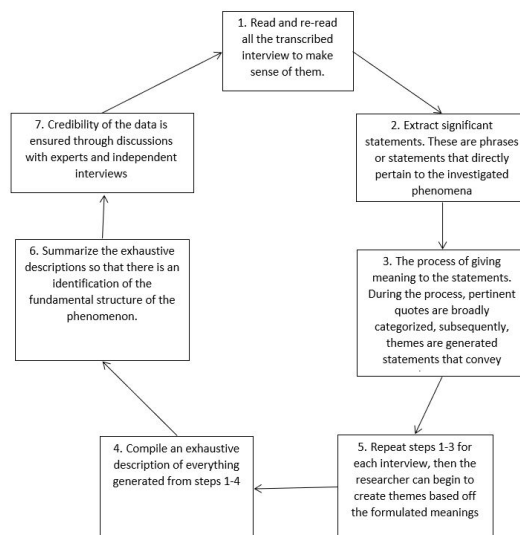 1. Read and re-read
all the transcribed
interview to make
sense of them.
2. Extract significant
statements. These are phrases
or statements that directly
pertain to the investigated
phenomena
3. The process of giving
meaning to the statements.
During the process, pertinent
quotes are broadly
categorized, subsequently,
themes are generated
statements that convey
5. Repeat steps 1-3 for
each interview, then the
researcher can begin to
create themes based off
the formulated meanings
4. Compile an exhaustive
description of everything
generated from steps 1-4
6. Summarize the exhaustive
descriptions so that there is an
identification of the
fundamental structure of the
phenomenon.
7. Credibility of the data is
ensured through discussions
with experts and independent
interviews